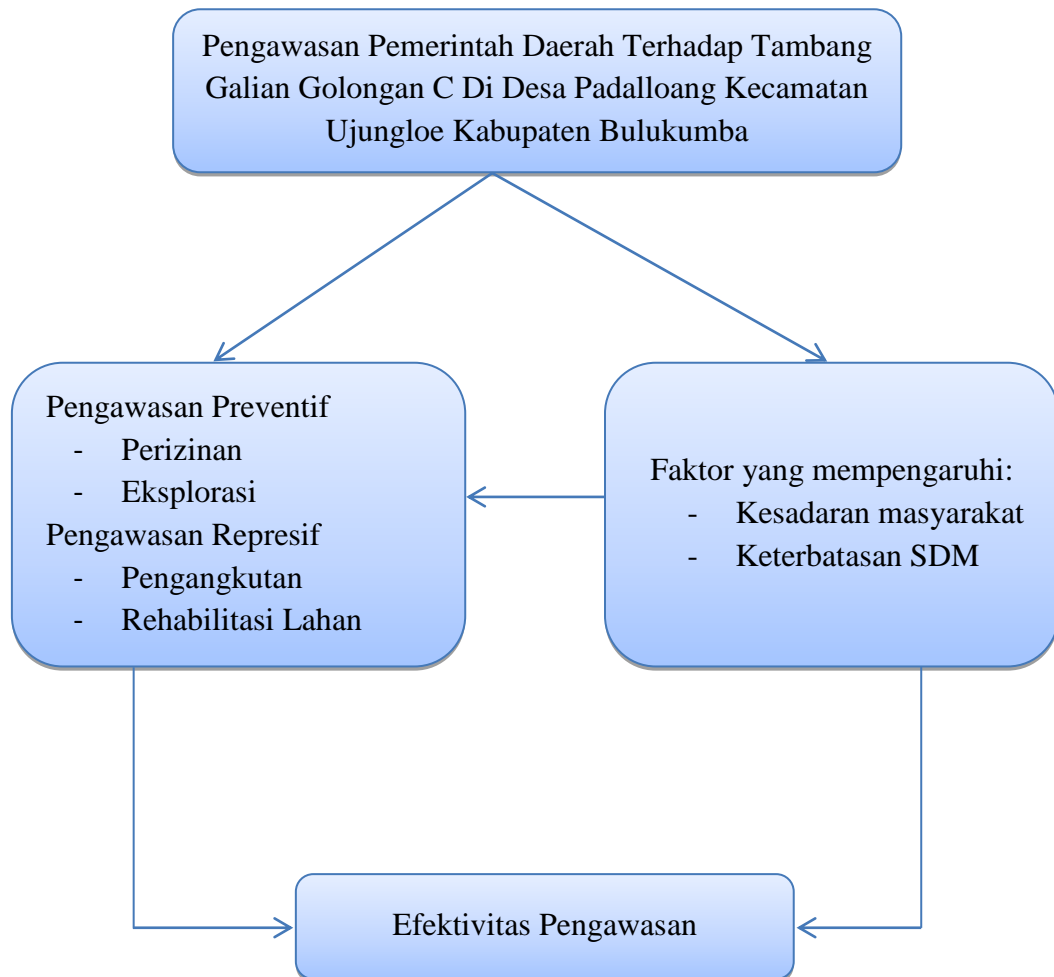 Pengawasan Pemerintah Daerah Terhadap Tambang
Galian Golongan C Di Desa Padalloang Kecamatan
Ujungloe Kabupaten Bulukumba
Pengawasan Preventif
- Perizinan
- Eksplorasi
Pengawasan Represif
- Pengangkutan
- Rehabilitasi Lahan
Faktor yang mempengaruhi:
- Kesadaran masyarakat
- Keterbatasan SDM
Efektivitas Pengawasan